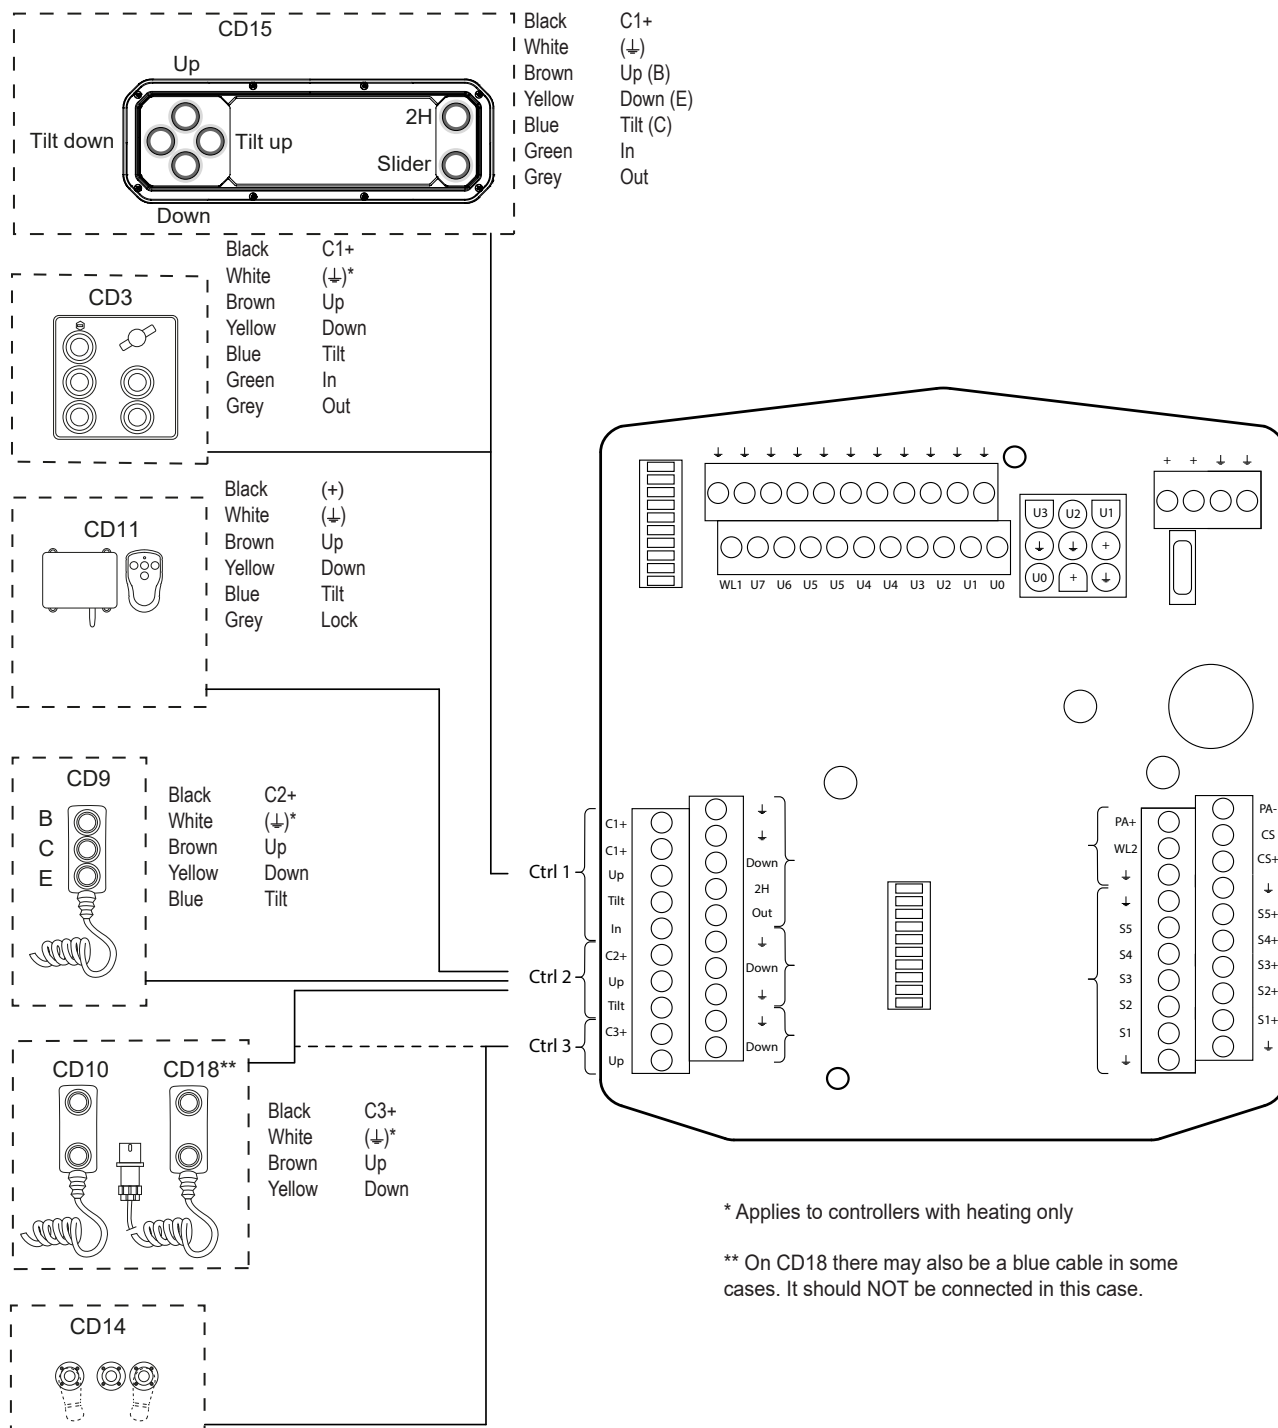 CD15
Up
2H
Tilt down
Tilt up
Slider
Down
Black C1+
White (⏚)
Brown Up (B)
Yellow Down (E)
Blue Tilt (C)
Green In
Grey Out
CD3
Black C1+
White (⏚)*
Brown Up
Yellow Down
Blue Tilt
Green In
Grey Out
CD11
Black (+)
White (⏚)
Brown Up
Yellow Down
Blue Tilt
Grey Lock
CD9
B
C
E
Black C2+
White (⏚)*
Brown Up
Yellow Down
Blue Tilt
CD10 CD18**
Black C3+
White (⏚)*
Brown Up
Yellow Down
CD14
WL1 U7 U6 U5 U5 U4 U4 U3 U2 U1 U0
U3 U2 U1
⏚ ⏚ +
U0 + ⏚
+ + ⏚ ⏚
Ctrl 1
Ctrl 2
Ctrl 3
C1+
C1+
Up
Tilt
In
C2+
Up
Tilt
C3+
Up
⏚
⏚
Down
2H
Out
⏚
Down
⏚
⏚
Down
PA+
WL2
⏚
⏚
S5
S4
S3
S2
S1
⏚
PA-
CS
CS+
⏚
S5+
S4+
S3+
S2+
S1+
⏚
* Applies to controllers with heating only
** On CD18 there may also be a blue cable in some
cases. It should NOT be connected in this case.